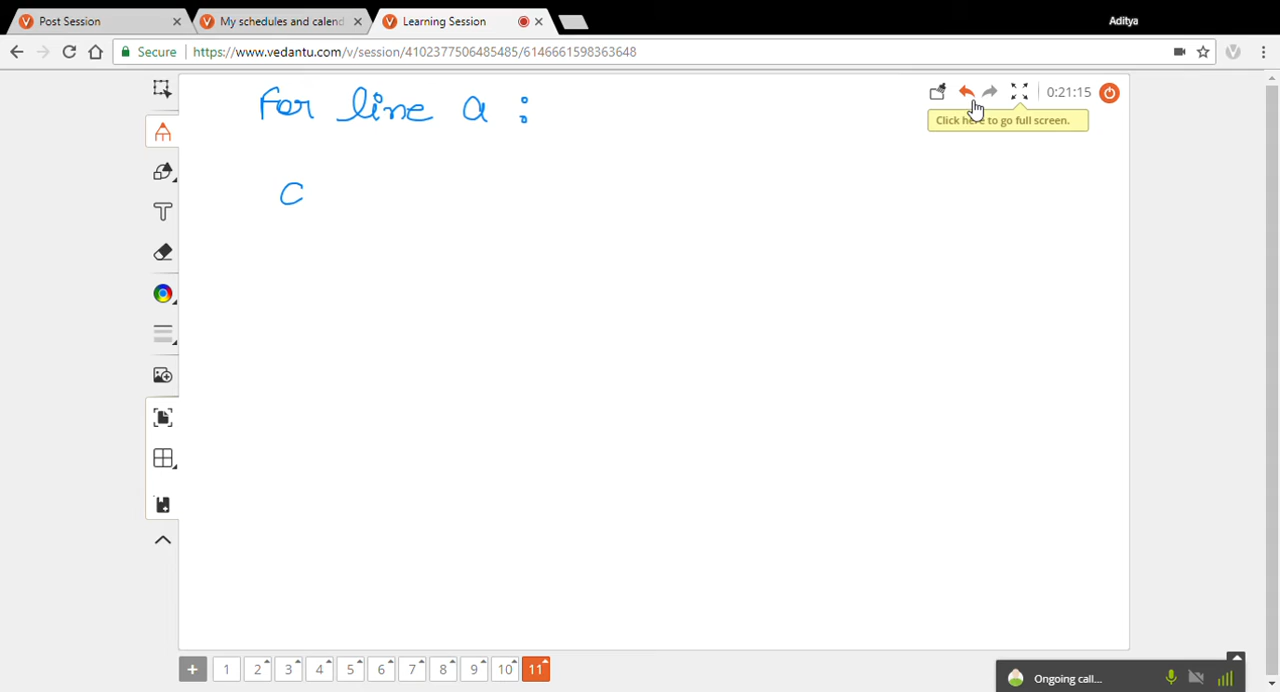 Post Session
My schedules and calend
Learning Session
Aditya
Secure https://www.vedantu.com/v/session/4102377506485485/6146661598363648
For line a :
0:21:15
Click here to go full screen.
C
1 2 3 4 5 6 7 8 9 10 11
Ongoing call...